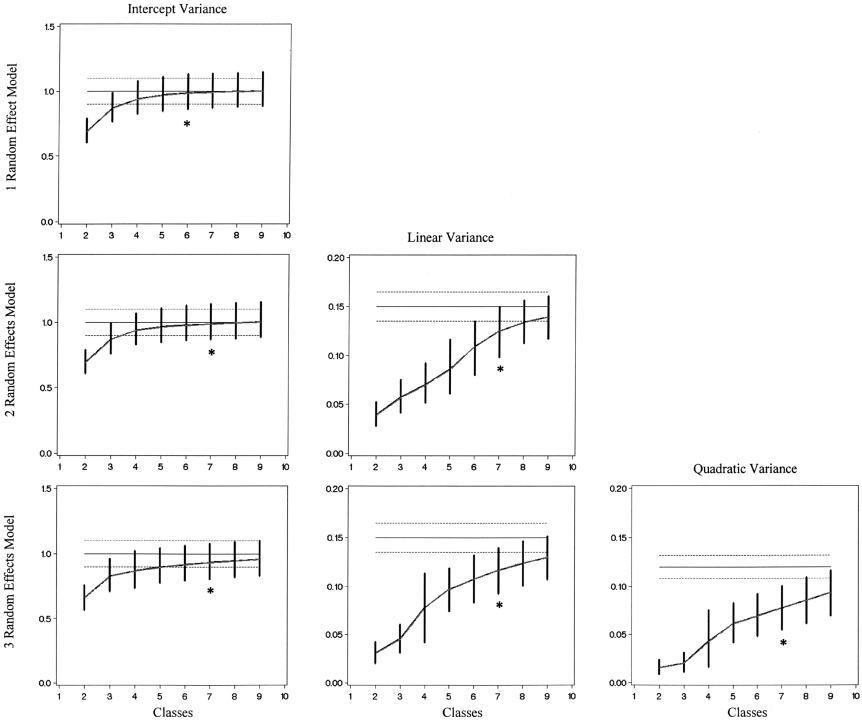 Intercept Variance
1 Random Effect Model
1.5
1.0
0.5
0.0
1 2 3 4 5 6 7 8 9 10
*
Linear Variance
2 Random Effects Model
1.5
1.0
0.5
0.0
1 2 3 4 5 6 7 8 9 10
*
0.20
0.15
0.10
0.05
0.00
1 2 3 4 5 6 7 8 9 10
*
Quadratic Variance
3 Random Effects Model
1.5
1.0
0.5
0.0
1 2 3 4 5 6 7 8 9 10
*
Classes
0.20
0.15
0.10
0.05
0.00
1 2 3 4 5 6 7 8 9 10
*
Classes
0.20
0.15
0.10
0.05
0.00
1 2 3 4 5 6 7 8 9 10
*
Classes